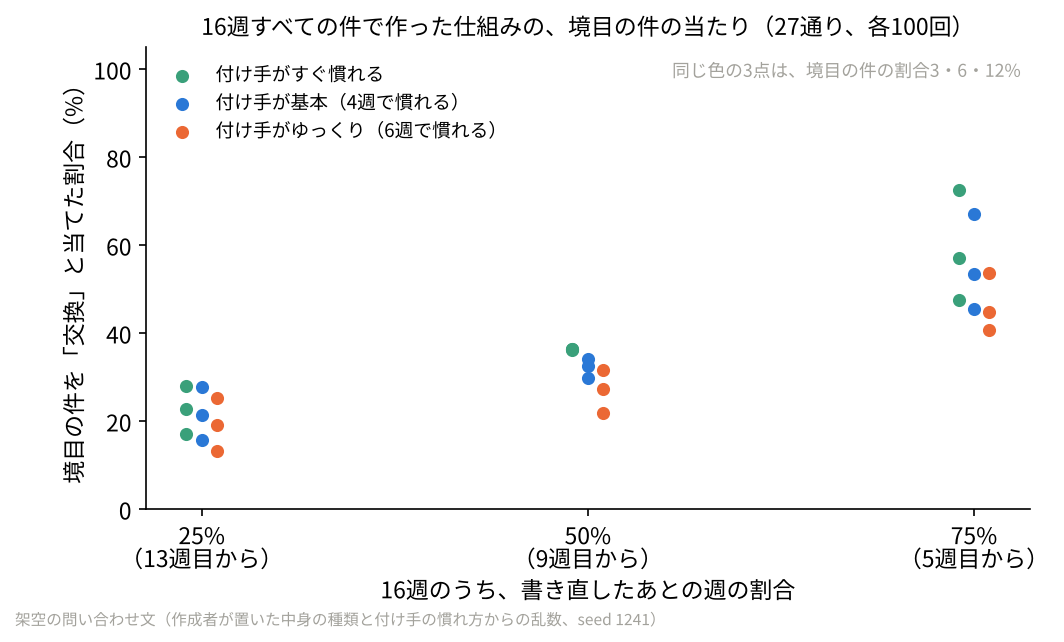 16週すべての件で作った仕組みの、境目の件の当たり（27通り、各100回）
付け手がすぐ慣れる
付け手が基本（4週で慣れる）
付け手がゆっくり（6週で慣れる）
同じ色の3点は、境目の件の割合3・6・12%
境目の件を「交換」と当てた割合（%）
100
80
60
40
20
0
25%
（13週目から）
50%
（9週目から）
75%
（5週目から）
16週のうち、書き直したあとの週の割合
架空の問い合わせ文（作成者が置いた中身の種類と付け手の慣れ方からの乱数、seed 1241）